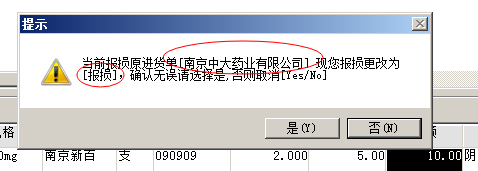 提示
当前报损原进货单[南京中大药业有限公司] 现您报损更改为
[报损], 确认无误请选择是, 否则取消[Yes/No]
是(Y) 否(N)
格
0mg 南京新百 支 090909 2.000 5.00 10.00 阴